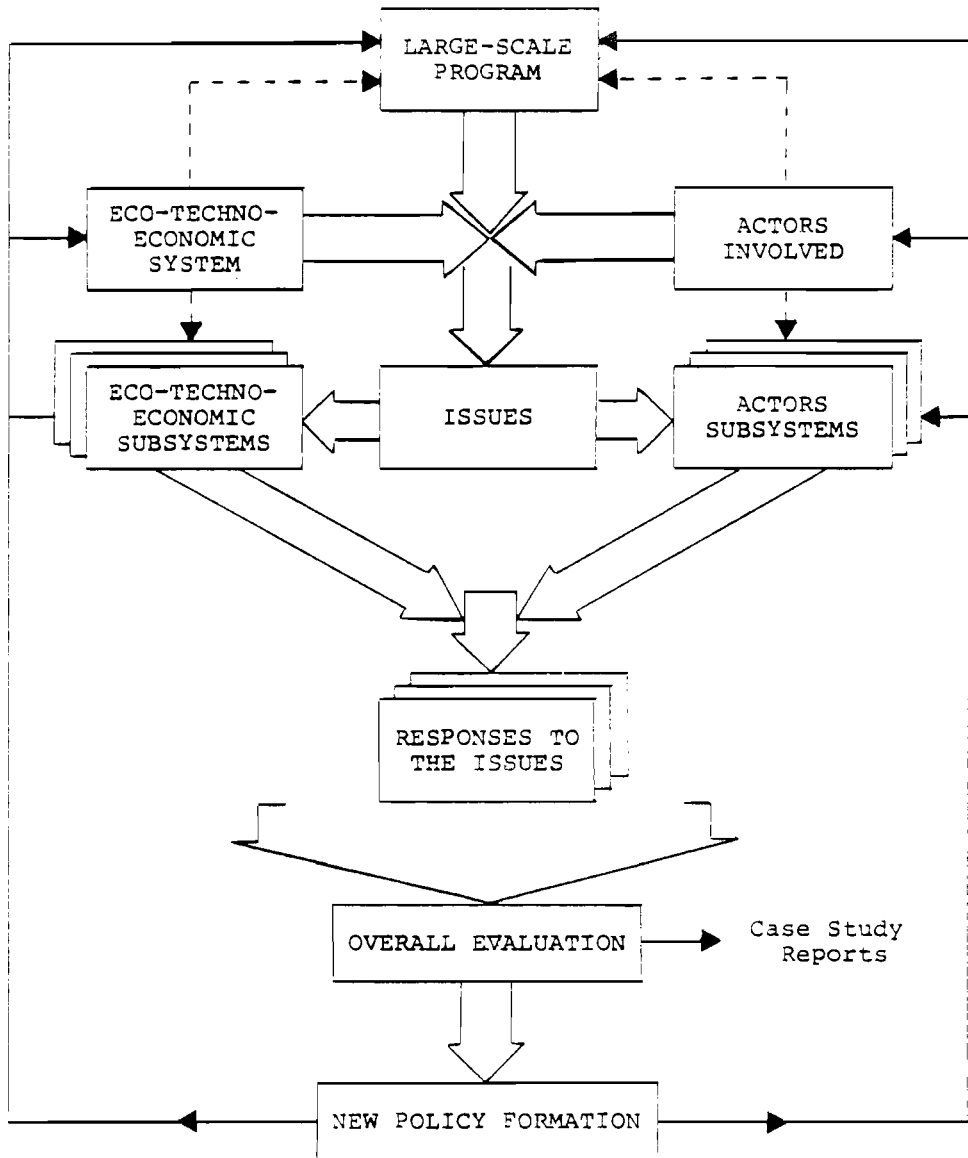 LARGE-SCALE
PROGRAM
ECO-TECHNO-
ECONOMIC
SYSTEM
ACTORS
INVOLVED
ECO-TECHNO-
ECONOMIC
SUBSYSTEMS
ISSUES
ACTORS
SUBSYSTEMS
RESPONSES TO
THE ISSUES
OVERALL EVALUATION
Case Study
Reports
NEW POLICY FORMATION